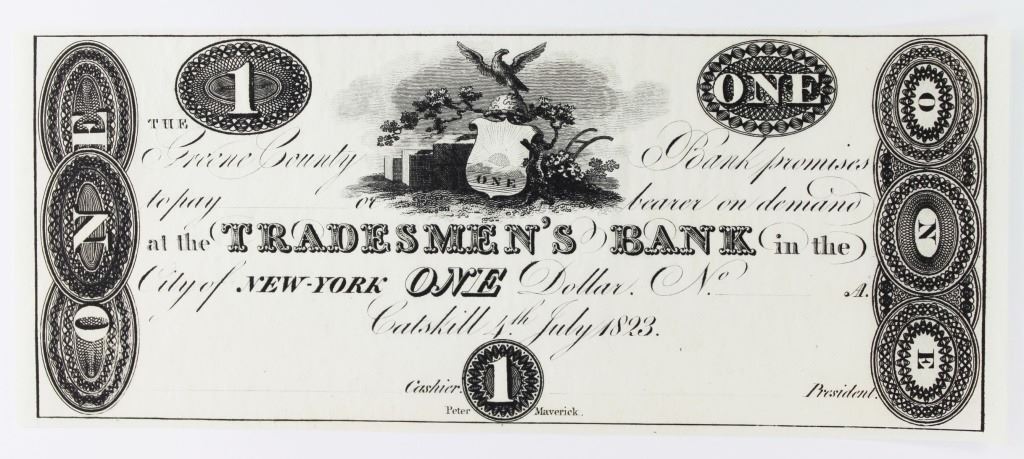 1 ONE
THE
Greene County Bank promises
to pay or bearer on demand
at the TRADESMEN'S BANK in the
City of NEW-YORK ONE Dollar. No. A.
Catskill 4th July 1823.
Cashier. 1 President.
Peter Maverick.
ONE
ONE
ONE